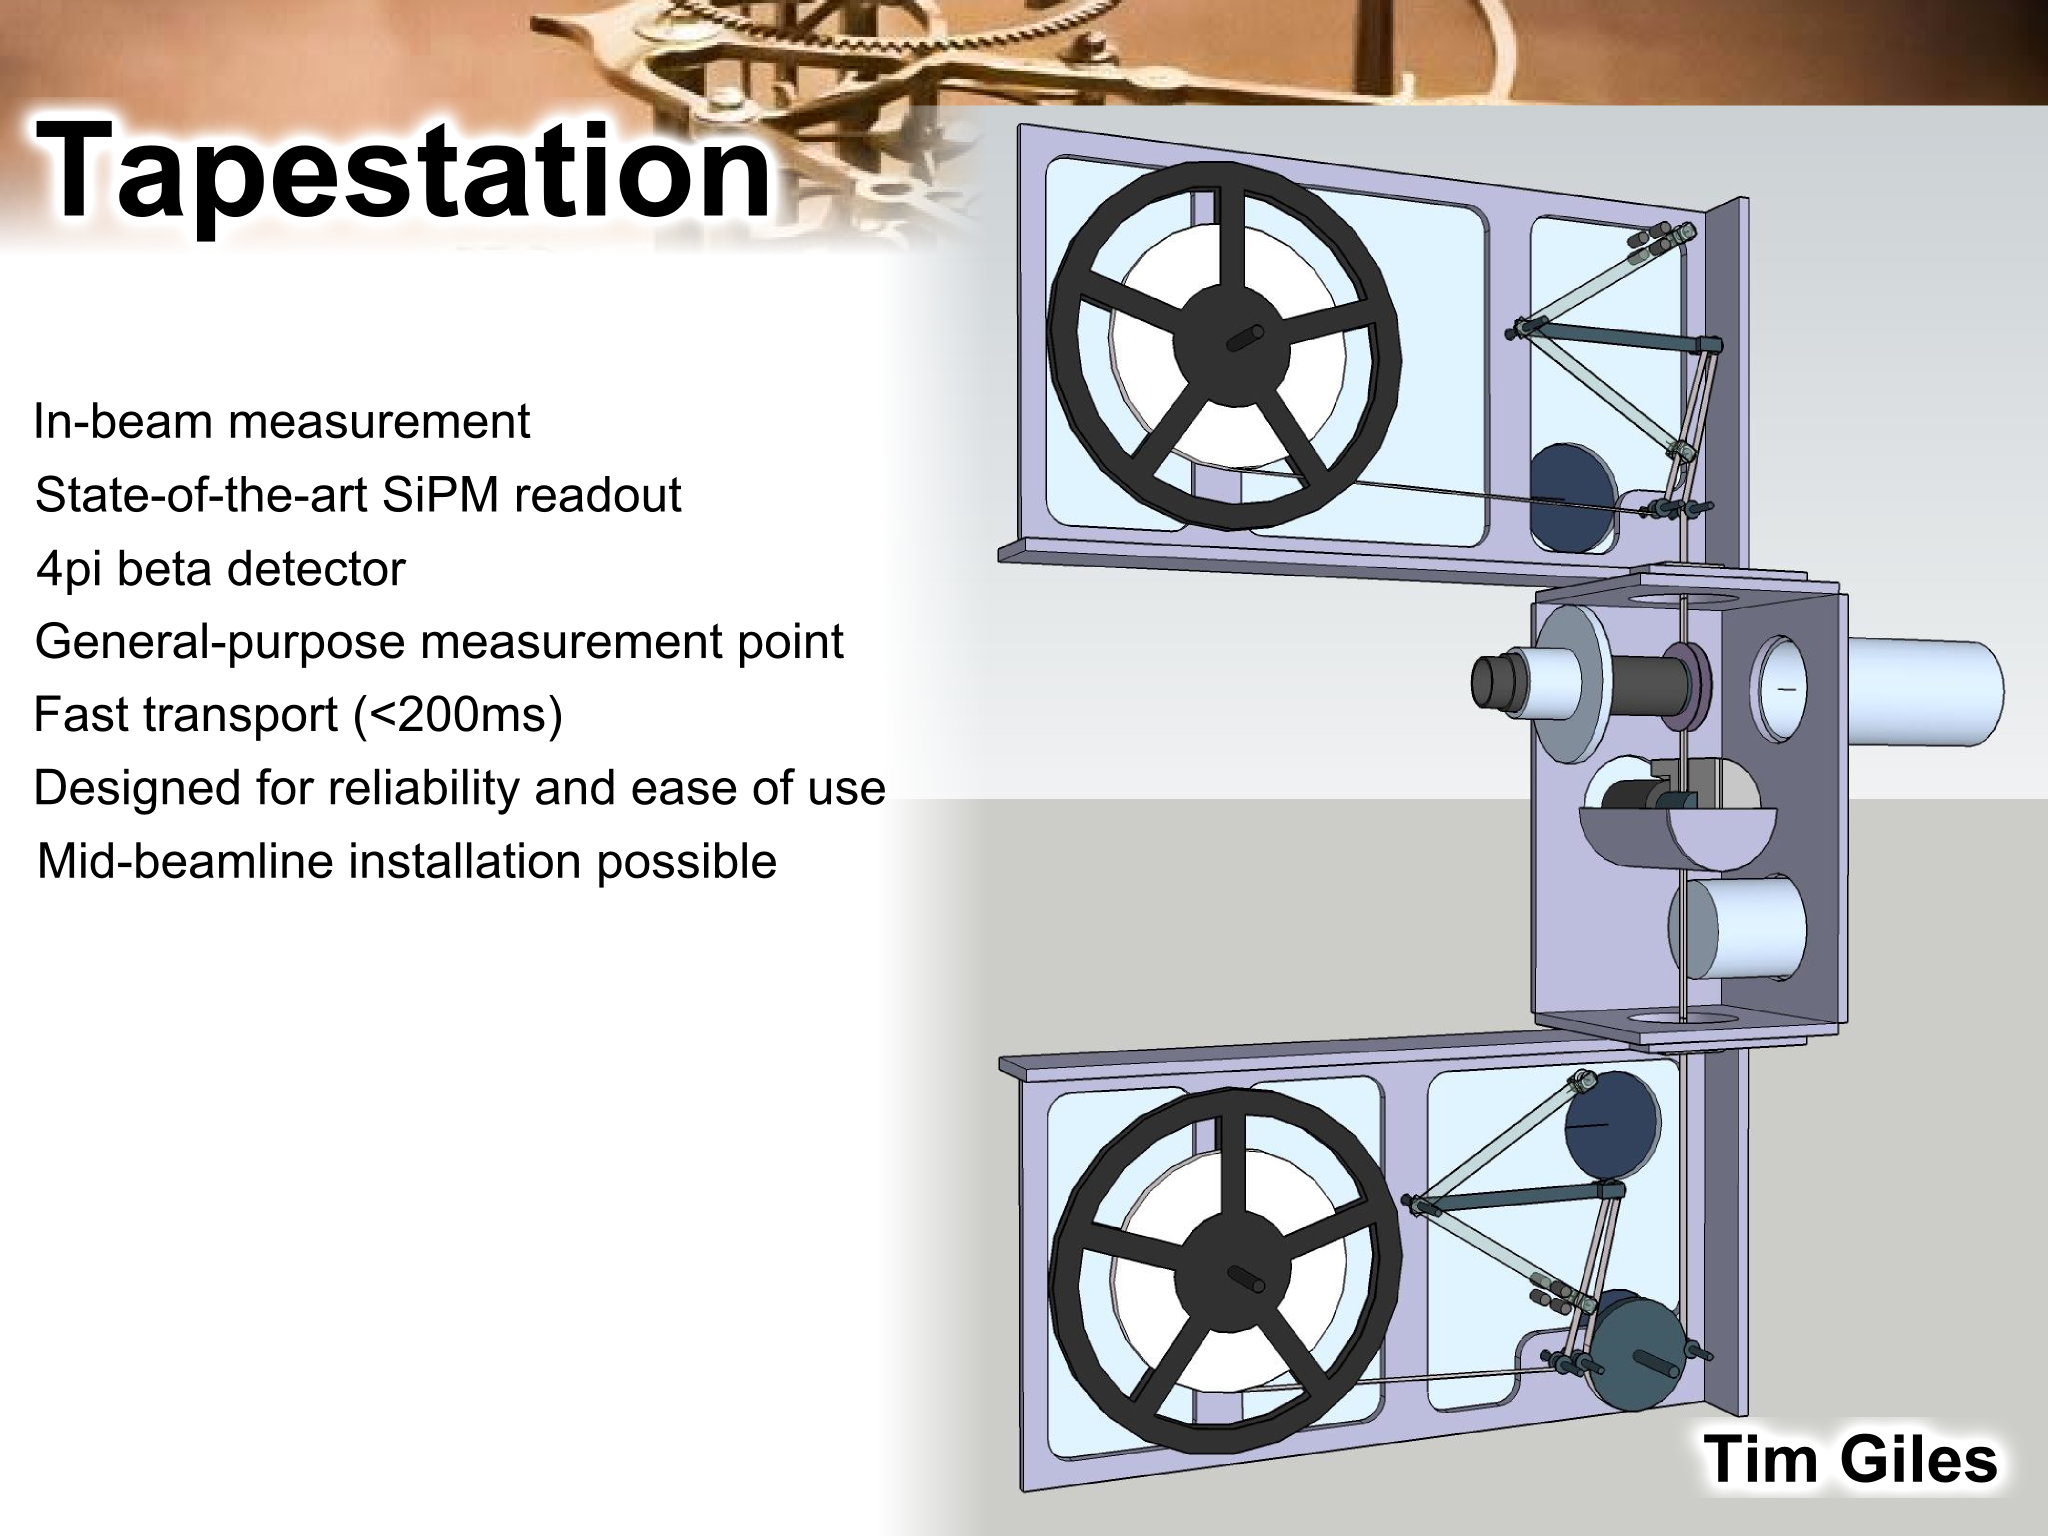 Tapestation
In-beam measurement
State-of-the-art SiPM readout
4pi beta detector
General-purpose measurement point
Fast transport (<200ms)
Designed for reliability and ease of use
Mid-beamline installation possible
Tim Giles